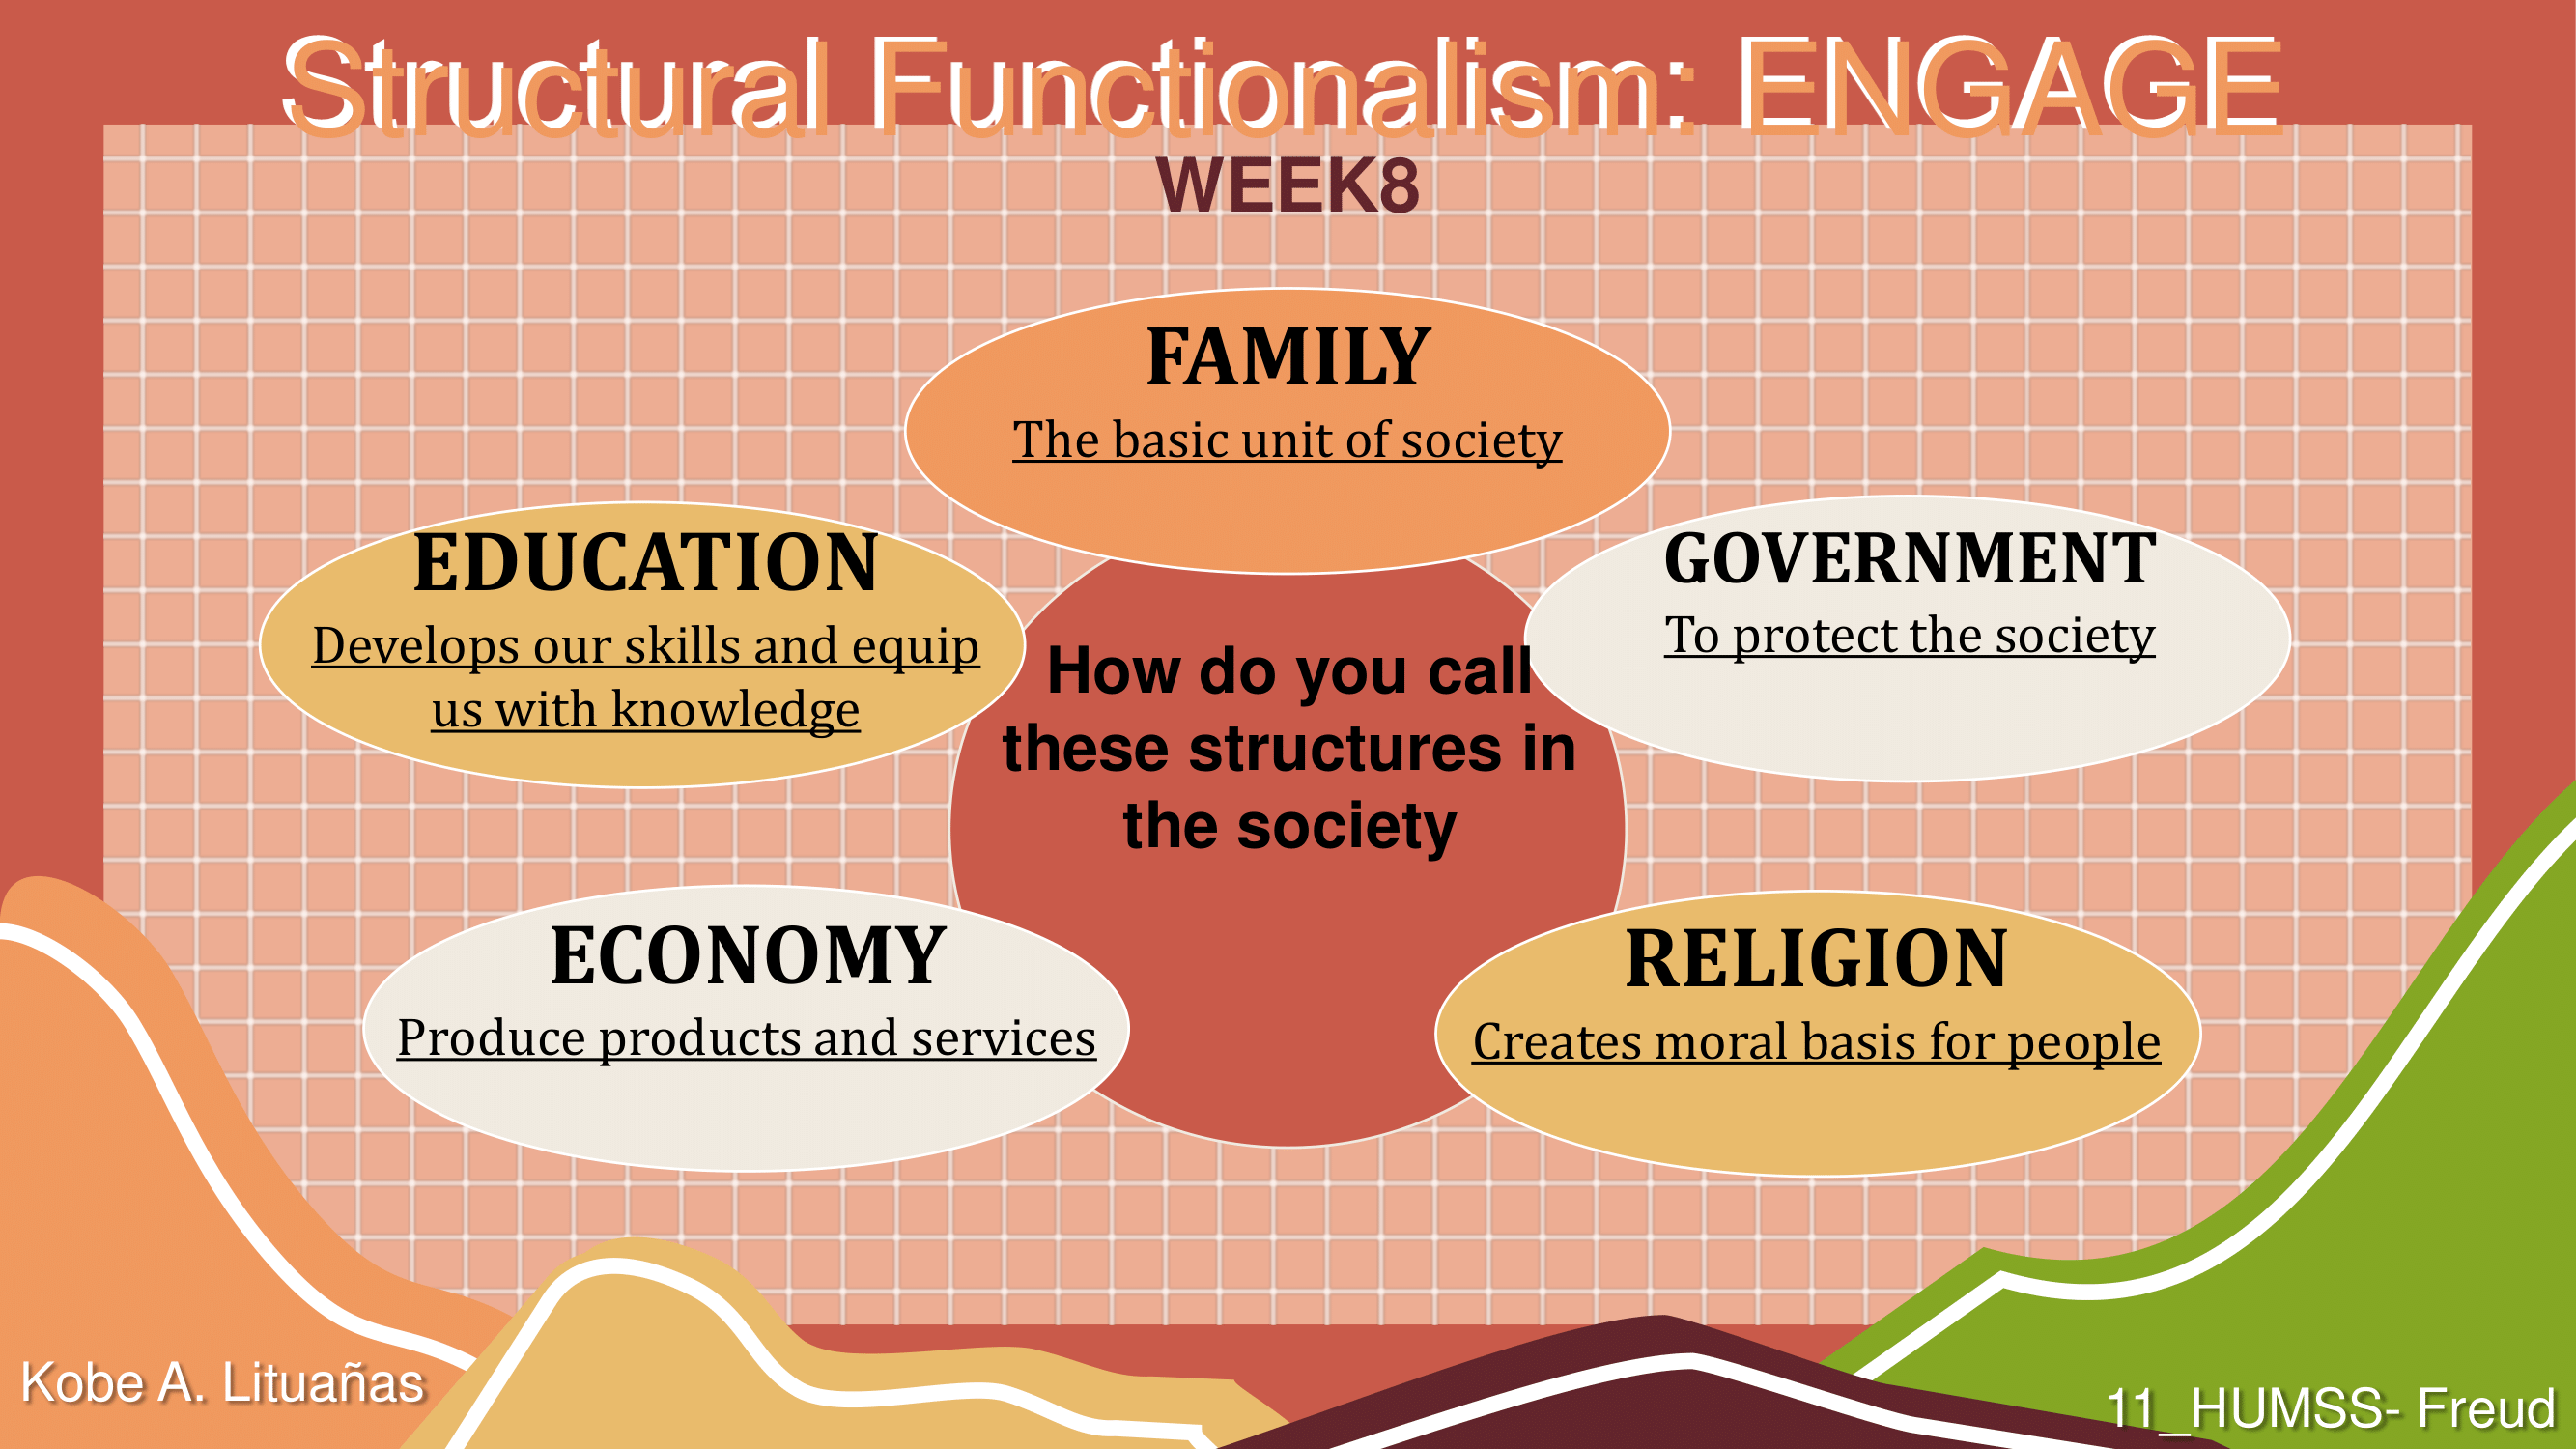 Structural Functionalism: ENGAGE
WEEK8
FAMILY
The basic unit of society
EDUCATION
Develops our skills and equip
us with knowledge
GOVERNMENT
To protect the society
How do you call
these structures in
the society
ECONOMY
Produce products and services
RELIGION
Creates moral basis for people
Kobe A. Lituañas
11_HUMSS- Freud